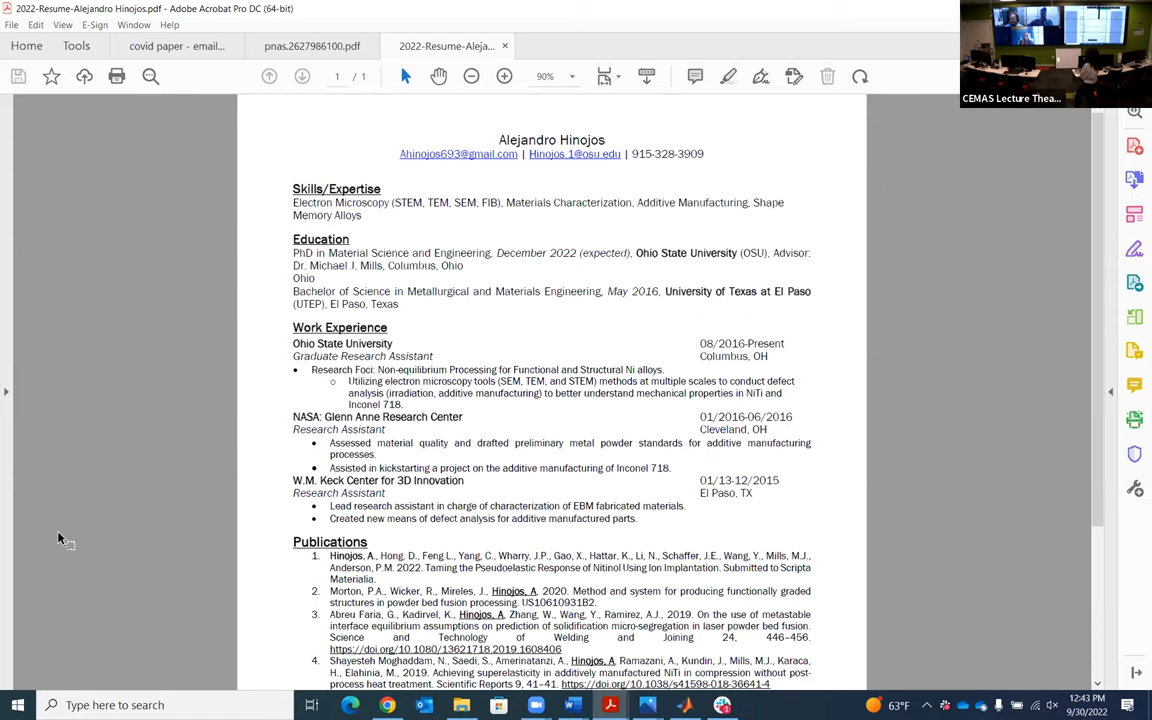 2022-Resume-Alejandro Hinojos.pdf - Adobe Acrobat Pro DC (64-bit)
File Edit View E-Sign Window Help
Home Tools covid paper - email... pnas.2627986100.pdf 2022-Resume-Aleja... ×
1 / 1 90%
CEMAS Lecture Thea...
Alejandro Hinojos
Ahinojos693@gmail.com | Hinojos.1@osu.edu | 915-328-3909
Skills/Expertise
Electron Microscopy (STEM, TEM, SEM, FIB), Materials Characterization, Additive Manufacturing, Shape
Memory Alloys
Education
PhD in Material Science and Engineering, December 2022 (expected), Ohio State University (OSU), Advisor:
Dr. Michael J. Mills, Columbus, Ohio
Ohio
Bachelor of Science in Metallurgical and Materials Engineering, May 2016, University of Texas at El Paso
(UTEP), El Paso, Texas
Work Experience
Ohio State University 08/2016-Present
Graduate Research Assistant Columbus, OH
• Research Foci: Non-equilibrium Processing for Functional and Structural Ni alloys.
o Utilizing electron microscopy tools (SEM, TEM, and STEM) methods at multiple scales to conduct defect
analysis (irradiation, additive manufacturing) to better understand mechanical properties in NiTi and
Inconel 718.
NASA: Glenn Anne Research Center 01/2016-06/2016
Research Assistant Cleveland, OH
• Assessed material quality and drafted preliminary metal powder standards for additive manufacturing
processes.
• Assisted in kickstarting a project on the additive manufacturing of Inconel 718.
W.M. Keck Center for 3D Innovation 01/13-12/2015
Research Assistant El Paso, TX
• Lead research assistant in charge of characterization of EBM fabricated materials.
• Created new means of defect analysis for additive manufactured parts.
Publications
1. Hinojos, A., Hong, D., Feng L., Yang, C., Wharry, J.P., Gao, X., Hattar, K., Li, N., Schaffer, J.E., Wang, Y., Mills, M.J.,
Anderson, P.M. 2022. Taming the Pseudoelastic Response of Nitinol Using Ion Implantation. Submitted to Scripta
Materialia.
2. Morton, P.A., Wicker, R., Mireles, J., Hinojos, A, 2020. Method and system for producing functionally graded
structures in powder bed fusion processing. US10610931B2.
3. Abreu Faria, G., Kadirvel, K., Hinojos, A, Zhang, W., Wang, Y., Ramirez, A.J., 2019. On the use of metastable
interface equilibrium assumptions on prediction of solidification micro-segregation in laser powder bed fusion.
Science and Technology of Welding and Joining 24, 446–456.
https://doi.org/10.1080/13621718.2019.1608406
4. Shayesteh Moghaddam, N., Saedi, S., Amerinatanzi, A., Hinojos, A, Ramazani, A., Kundin, J., Mills, M.J., Karaca,
H., Elahinia, M., 2019. Achieving superelasticity in additively manufactured NiTi in compression without post-
process heat treatment. Scientific Reports 9, 41–41. https://doi.org/10.1038/s41598-018-36641-4
Type here to search
63°F
12:43 PM
9/30/2022